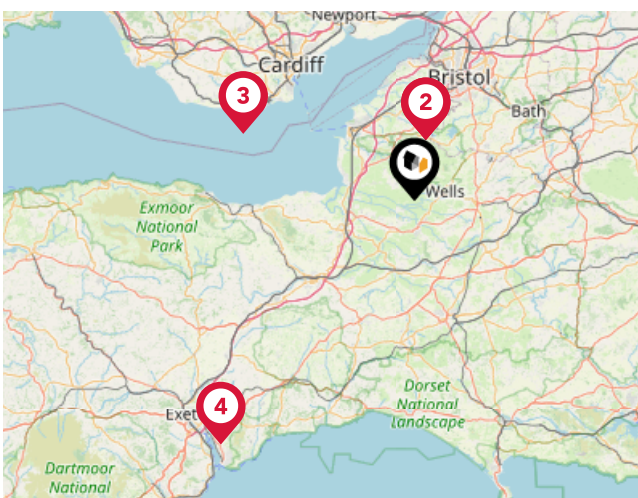 Newport
Cardiff
3
Bristol
2
Bath
Wells
Exmoor
National
Park
Dorset
National
Landscape
4
Exet
Dartmoor
National